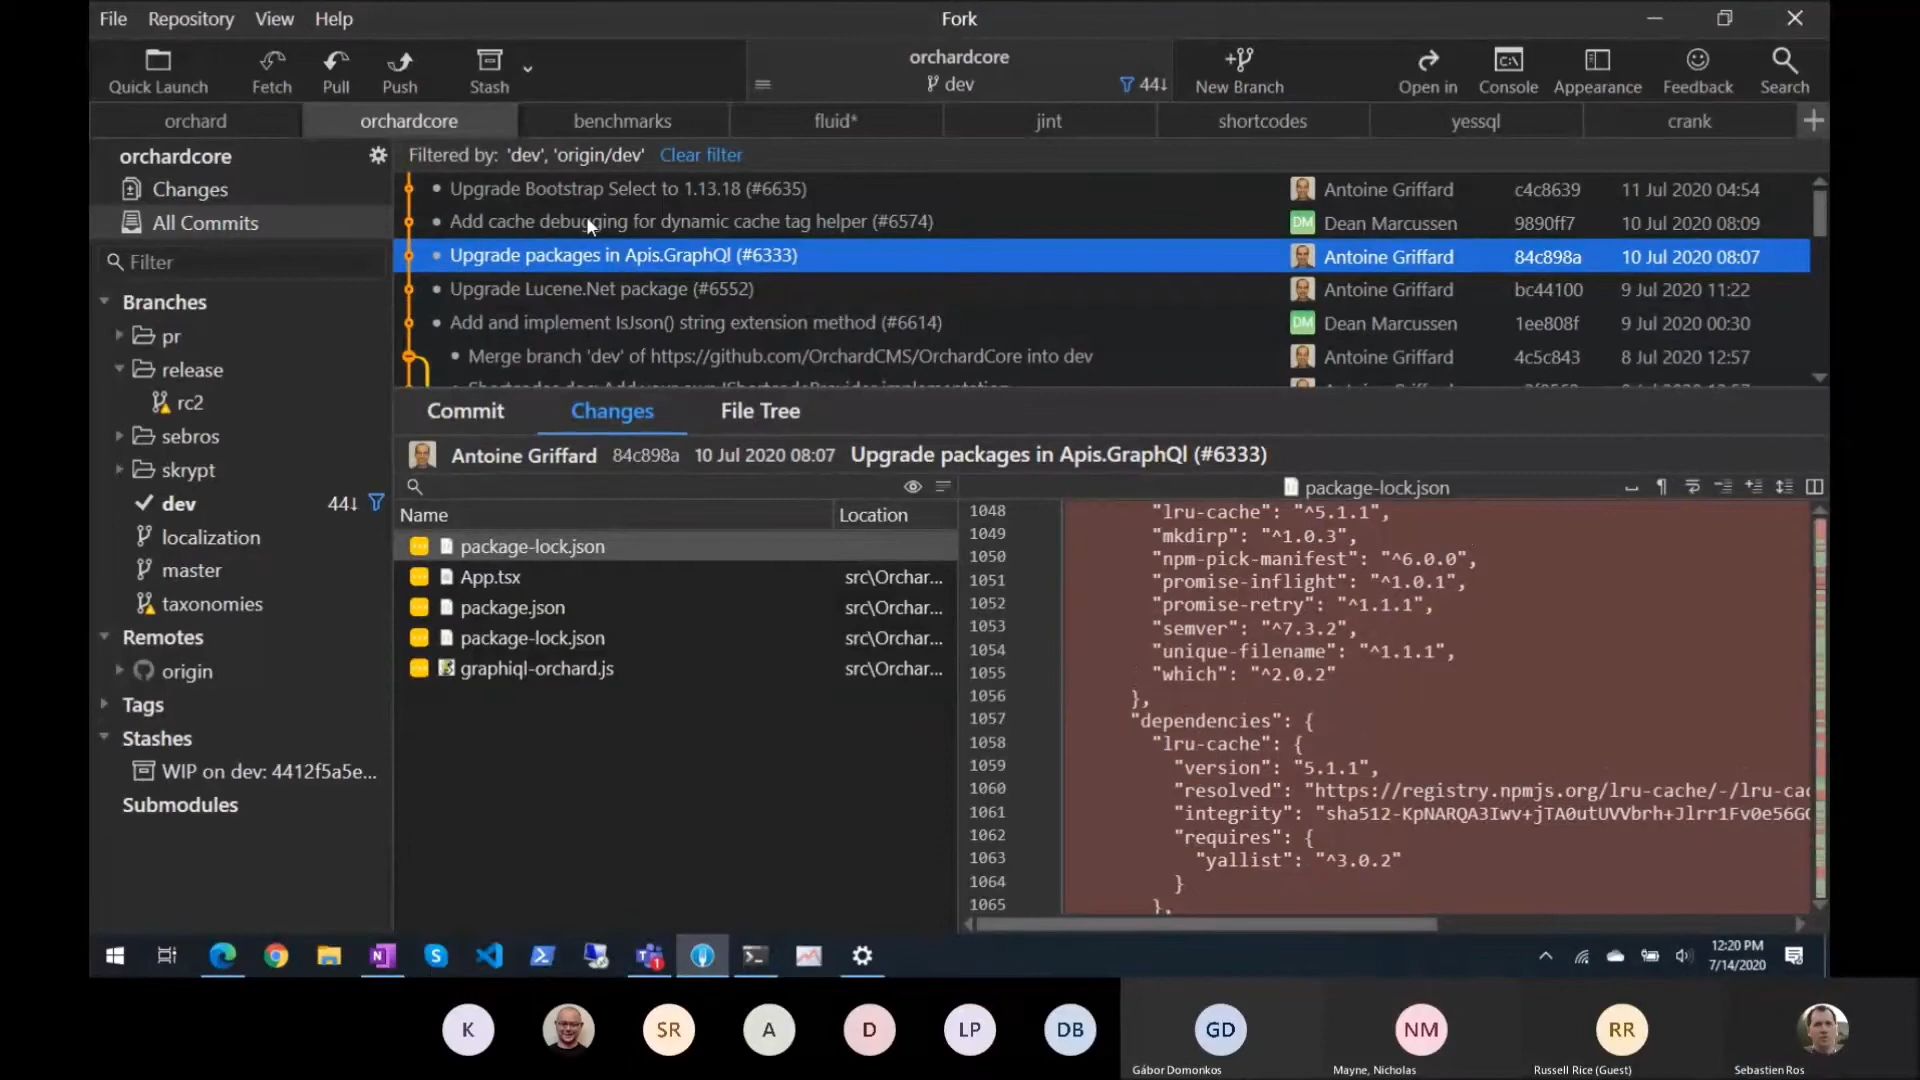 File Repository View Help
Fork
Quick Launch
Fetch
Pull
Push
Stash
orchardcore
dev
44↓
New Branch
Open in
Console
Appearance
Feedback
Search
orchard
orchardcore
benchmarks
fluid*
jint
shortcodes
yessql
crank
orchardcore
Changes
All Commits
Filter
Branches
pr
release
rc2
sebros
skrypt
dev 44↓
localization
master
taxonomies
Remotes
origin
Tags
Stashes
WIP on dev: 4412f5a5e...
Submodules
Filtered by: 'dev', 'origin/dev' Clear filter
Upgrade Bootstrap Select to 1.13.18 (#6635) Antoine Griffard c4c8639 11 Jul 2020 04:54
Add cache debugging for dynamic cache tag helper (#6574) DM Dean Marcussen 9890ff7 10 Jul 2020 08:09
Upgrade packages in Apis.GraphQl (#6333) Antoine Griffard 84c898a 10 Jul 2020 08:07
Upgrade Lucene.Net package (#6552) Antoine Griffard bc44100 9 Jul 2020 11:22
Add and implement IsJson() string extension method (#6614) DM Dean Marcussen 1ee808f 9 Jul 2020 00:30
Merge branch 'dev' of https://github.com/OrchardCMS/OrchardCore into dev Antoine Griffard 4c5c843 8 Jul 2020 12:57
Commit Changes File Tree
Antoine Griffard 84c898a 10 Jul 2020 08:07 Upgrade packages in Apis.GraphQl (#6333)
Name Location
package-lock.json
App.tsx src\Orchar...
package.json src\Orchar...
package-lock.json src\Orchar...
graphiql-orchard.js src\Orchar...
package-lock.json
1048 "lru-cache": "^5.1.1",
1049 "mkdirp": "^1.0.3",
1050 "npm-pick-manifest": "^6.0.0",
1051 "promise-inflight": "^1.0.1",
1052 "promise-retry": "^1.1.1",
1053 "semver": "^7.3.2",
1054 "unique-filename": "^1.1.1",
1055 "which": "^2.0.2"
1056 },
1057 "dependencies": {
1058 "lru-cache": {
1059 "version": "5.1.1",
1060 "resolved": "https://registry.npmjs.org/lru-cache/-/lru-ca
1061 "integrity": "sha512-KpNARQA3Iwv+jTA0utUVVbrh+Jlrr1Fv0e56G
1062 "requires": {
1063 "yallist": "^3.0.2"
1064 }
1065 },
12:20 PM
7/14/2020
K
SR
A
D
LP
DB
GD
NM
RR
Gábor Domonkos
Mayne, Nicholas
Russell Rice (Guest)
Sebastien Ros